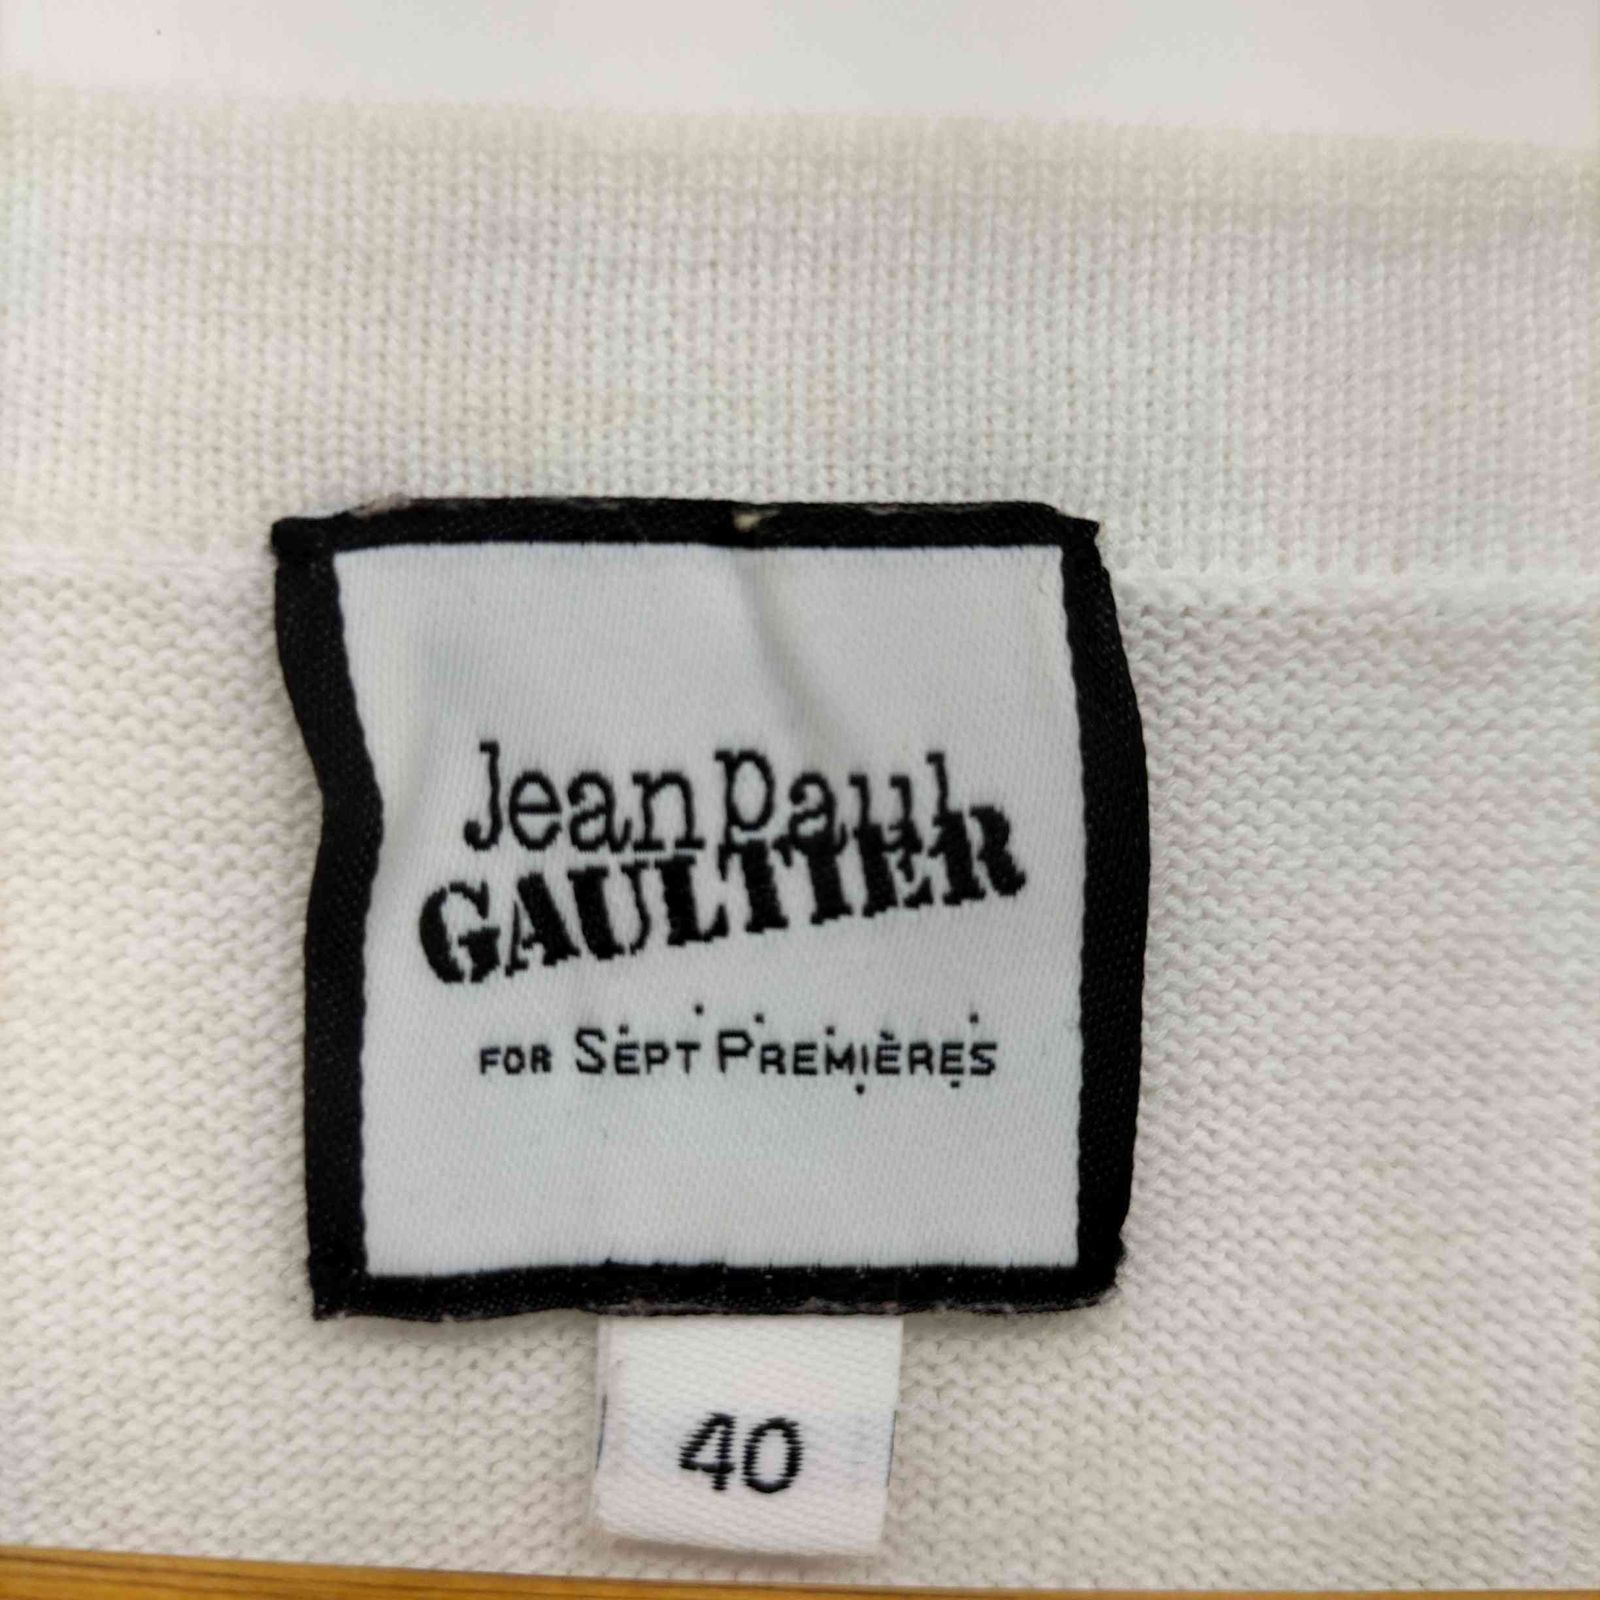 Jean Paul
GAULTIER
FOR SEPT PREMIÈRES
40